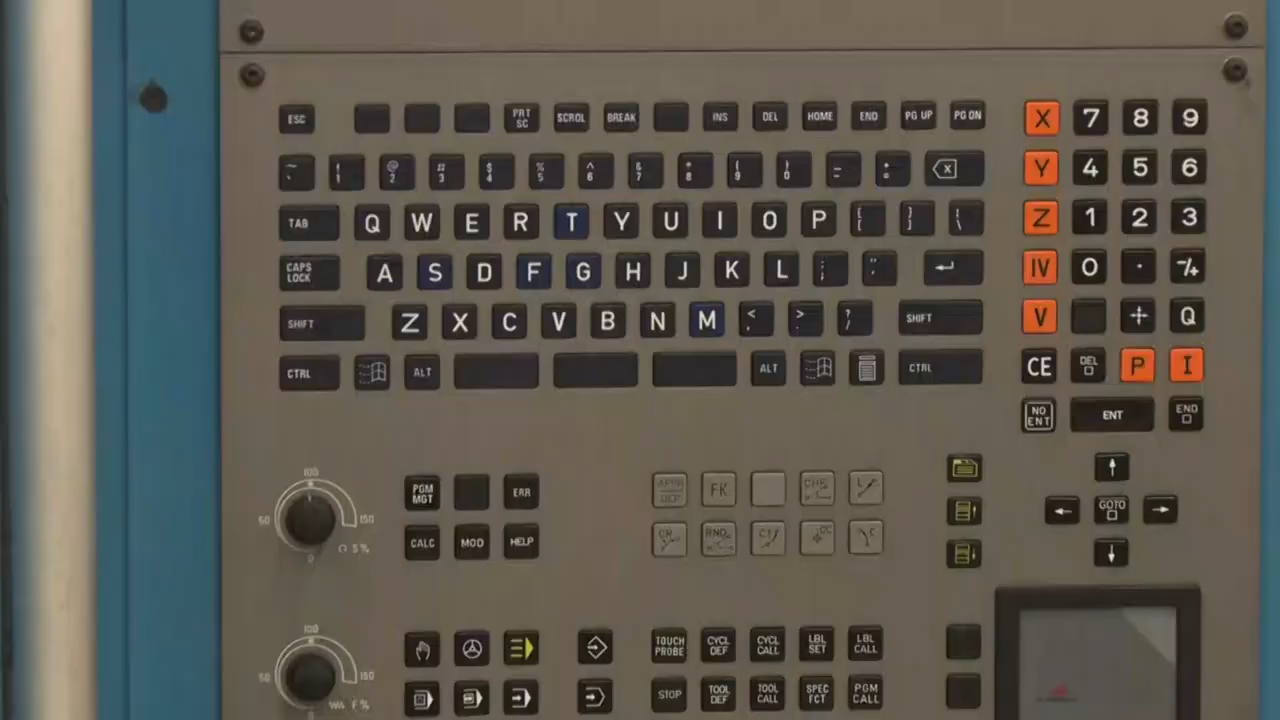 ESC PRT SC SCROL BREAK INS DEL HOME END PG UP PG DN X 7 8 9
~ ` ! 1 @ 2 # 3 $ 4 % 5 ^ 6 & 7 * 8 ( 9 ) 0 _ - + = Y 4 5 6
TAB Q W E R T Y U I O P { [ } ] | \ Z 1 2 3
CAPS LOCK A S D F G H J K L : ; " ' IV 0 . -/+
SHIFT Z X C V B N M < , > . ? / SHIFT V + Q
CTRL ALT ALT CTRL CE DEL P I
NO ENT ENT END
100
50 150
S %
0
PGM MGT ERR APPR DEP FK CHF L
CALC MOD HELP CR RND CT CC C
GOTO
100
50 150
F %
TOUCH PROBE CYCL DEF CYCL CALL LBL SET LBL CALL
STOP TOOL DEF TOOL CALL SPEC FCT PGM CALL